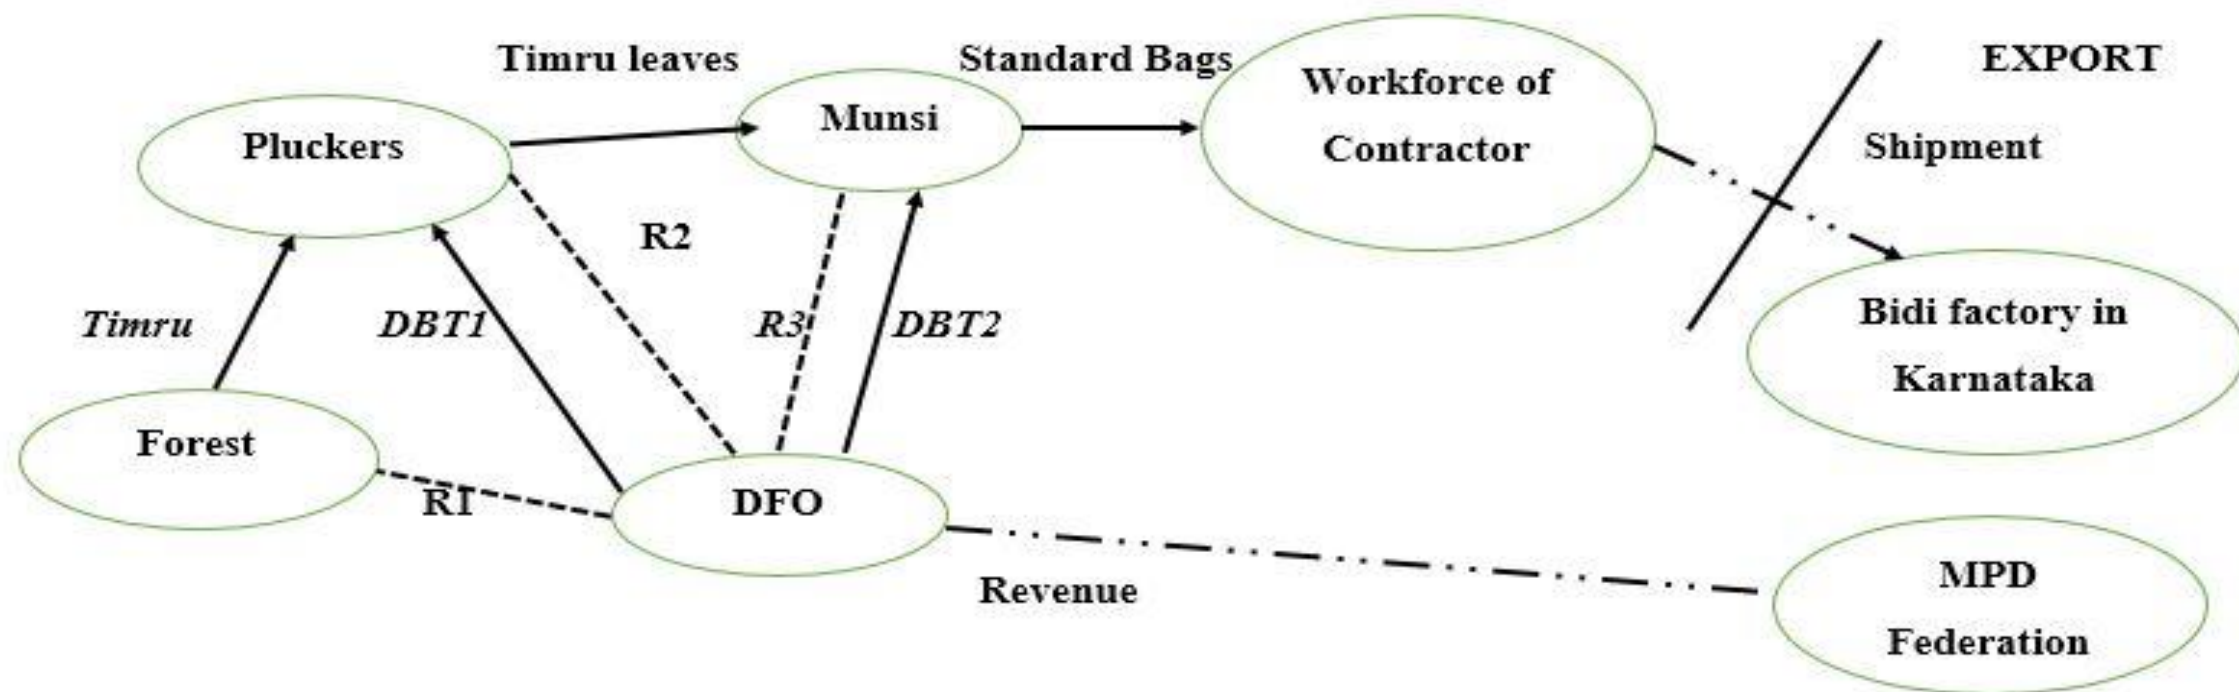 Timru leaves
Standard Bags
EXPORT
Pluckers
Munsi
Workforce of
Contractor
Shipment
R2
Timru
DBT1
R3
DBT2
Bidi factory in
Karnataka
Forest
R1
DFO
Revenue
MPD
Federation